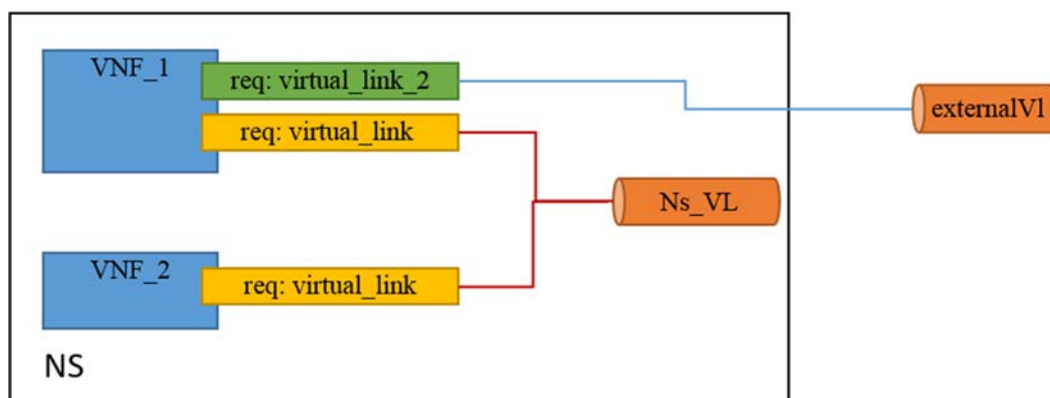 VNF_1
req: virtual_link_2
externalVl
req: virtual_link
Ns_VL
VNF_2
req: virtual_link
NS